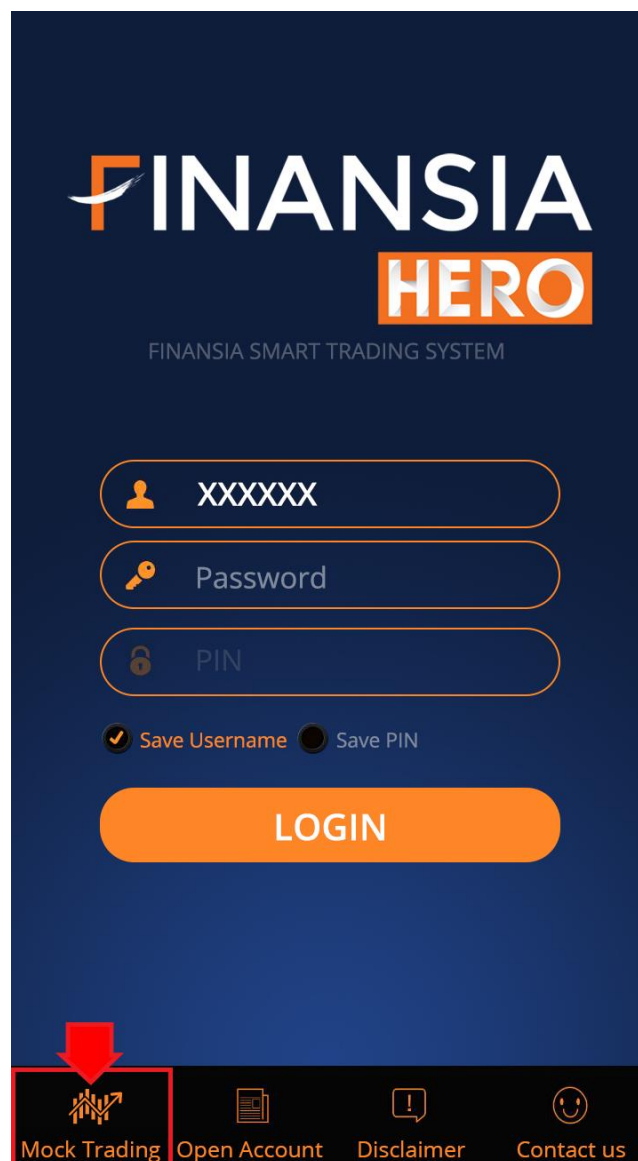 FINANSIA
HERO
FINANSIA SMART TRADING SYSTEM
XXXXXX
Password
PIN
Save Username Save PIN
LOGIN
Mock Trading Open Account Disclaimer Contact us